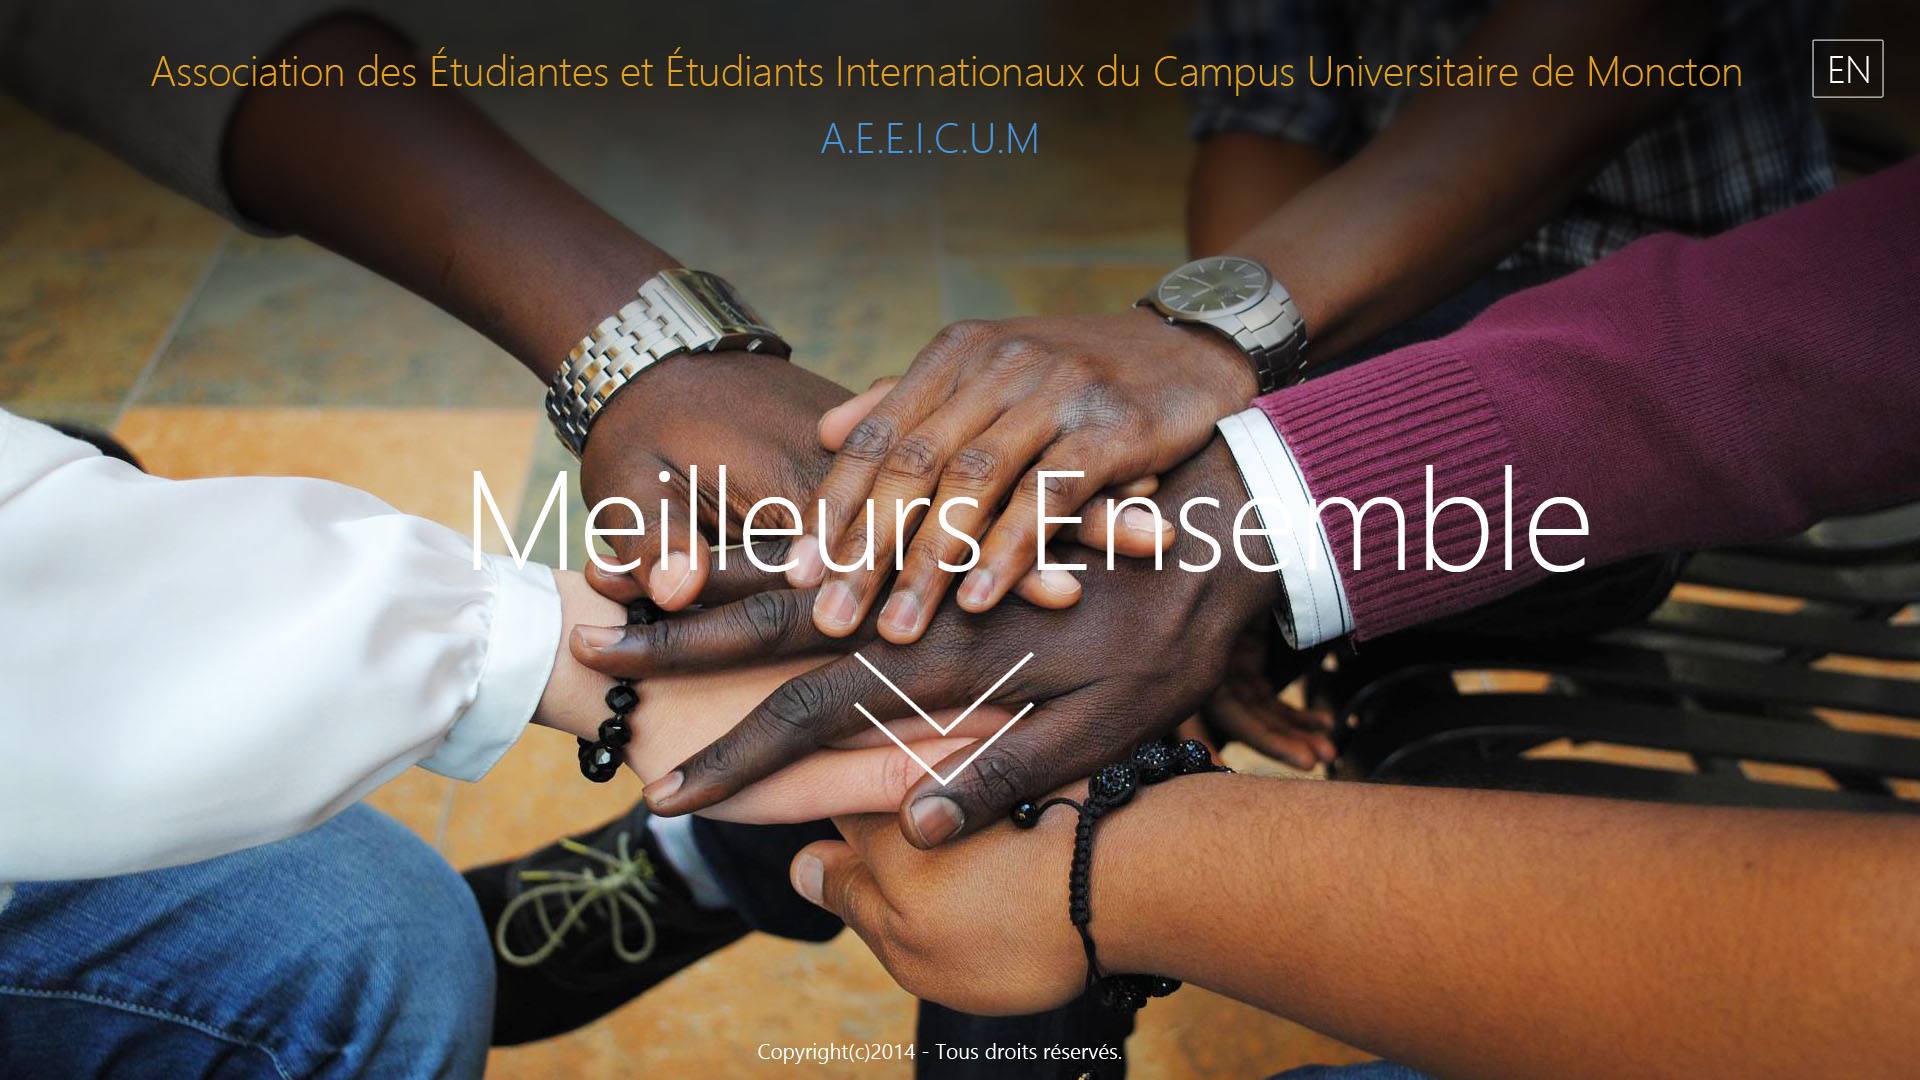 Association des Étudiantes et Étudiants Internationaux du Campus Universitaire de Moncton
EN
A.E.E.I.C.U.M
Meilleurs Ensemble
Copyright(c)2014 - Tous droits réservés.